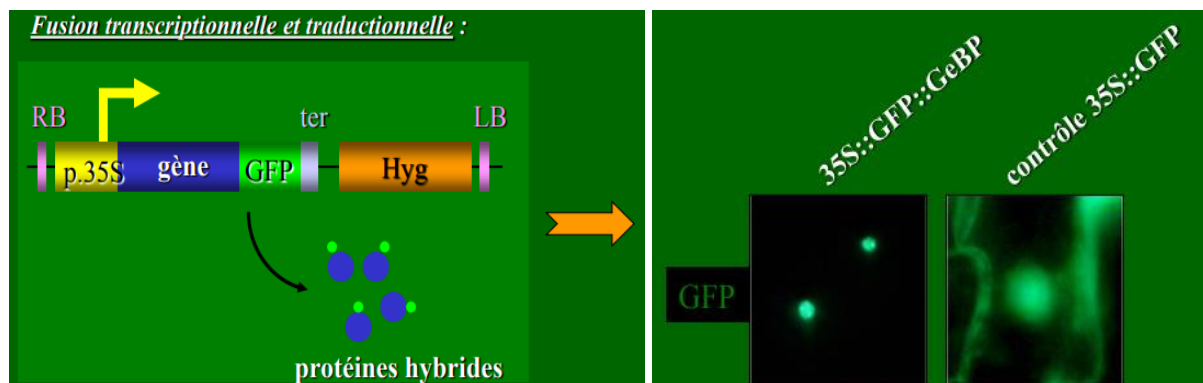 Fusion transcriptionnelle et traductionnelle :
RB
ter
LB
p.35S
gène
GFP
Hyg
protéines hybrides
35S::GFP::GeBP
contrôle 35S::GFP
GFP